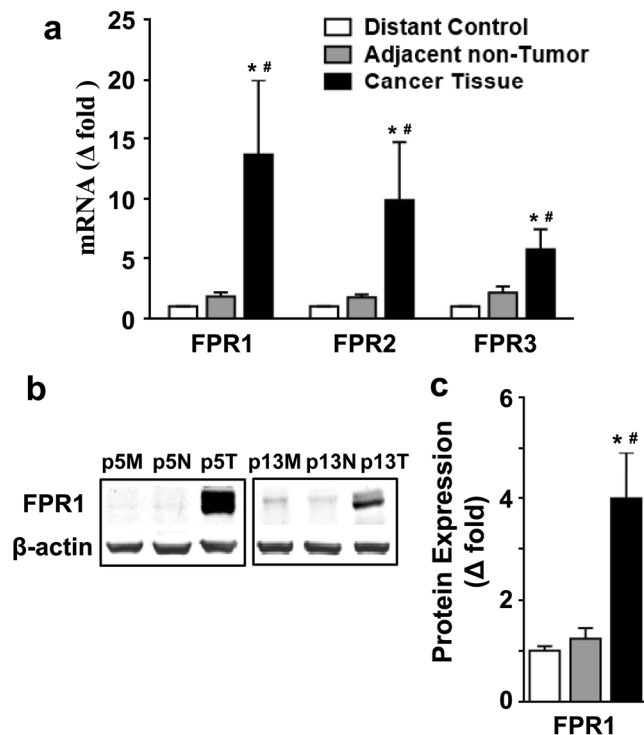 a
25
20
15
10
5
0
mRNA (Δ fold)
Distant Control
Adjacent non-Tumor
Cancer Tissue
* #
* #
* #
FPR1 FPR2 FPR3
b
p5M p5N p5T p13M p13N p13T
FPR1
β-actin
c
6
4
2
0
Protein Expression
(Δ fold)
* #
FPR1